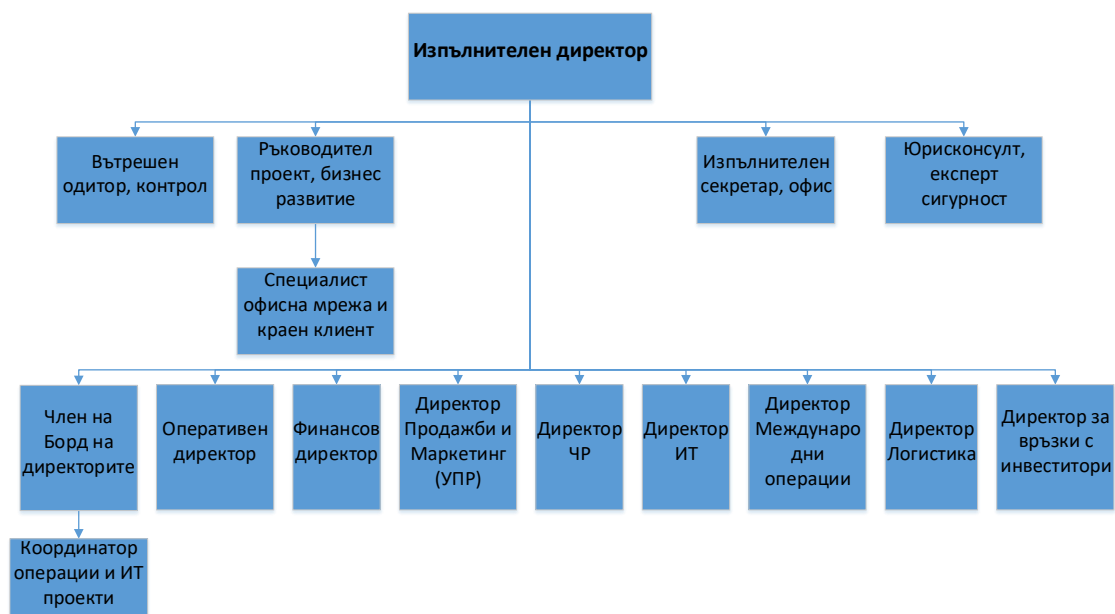 Изпълнителен директор
Вътрешен
одитор, контрол
Ръководител
проект, бизнес
развитие
Изпълнителен
секретар, офис
Юрисконсулт,
експерт
сигурност
Специалист
офисна мрежа и
краен клиент
Член на
Борд на
директорите
Оперативен
директор
Финансов
директор
Директор
Продажби и
Маркетинг
(УПР)
Директор
ЧР
Директор
ИТ
Директор
Междунаро
дни
операции
Директор
Логистика
Директор за
връзки с
инвеститори
Координатор
операции и ИТ
проекти